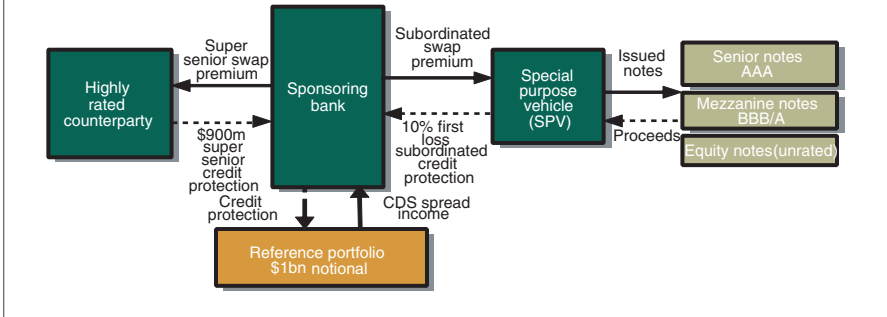 Super
senior swap
premium
Subordinated
swap
premium
Issued
notes
Senior notes
AAA
Highly
rated
counterparty
Sponsoring
bank
Special
purpose
vehicle
(SPV)
Mezzanine notes
BBB/A
$900m
super
senior
credit
protection
10% first
loss
subordinated
credit
protection
Proceeds
Equity notes(unrated)
Credit
protection
CDS spread
income
Reference portfolio
$1bn notional